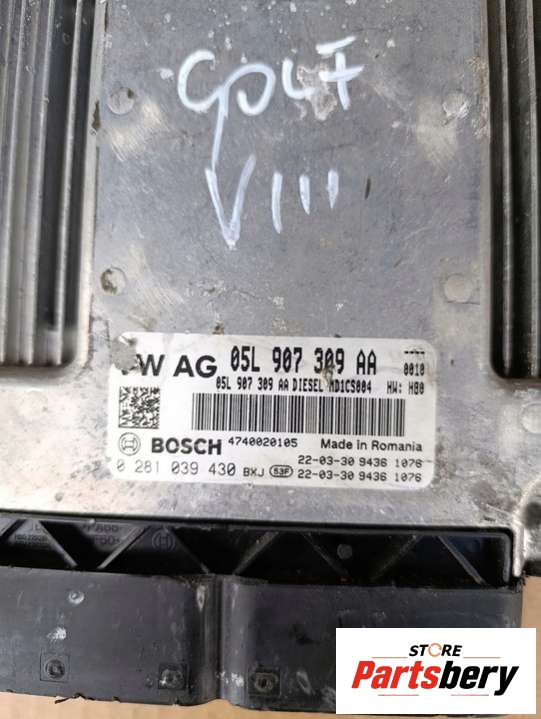 GOLF
VIII
VW AG 05L 907 309 AA 0010
05L 907 309 AA DIESEL MD1CS004 HW: H80
BOSCH 4740020105 Made in Romania
22-03-30 9436 1076
0 281 039 430 BXJ 53F 22-03-30 9436 1076
STORE
Partsbery